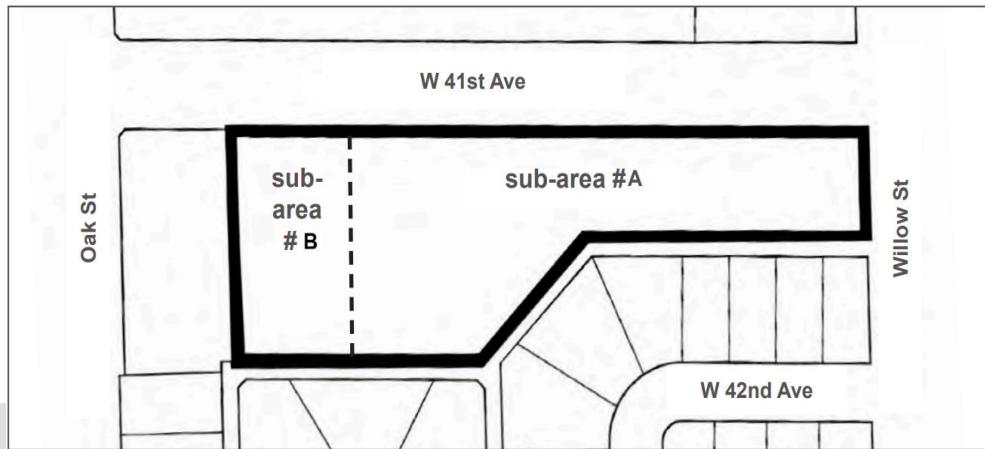 W 41st Ave
sub-
area
# B
sub-area #A
Oak St
Willow St
W 42nd Ave